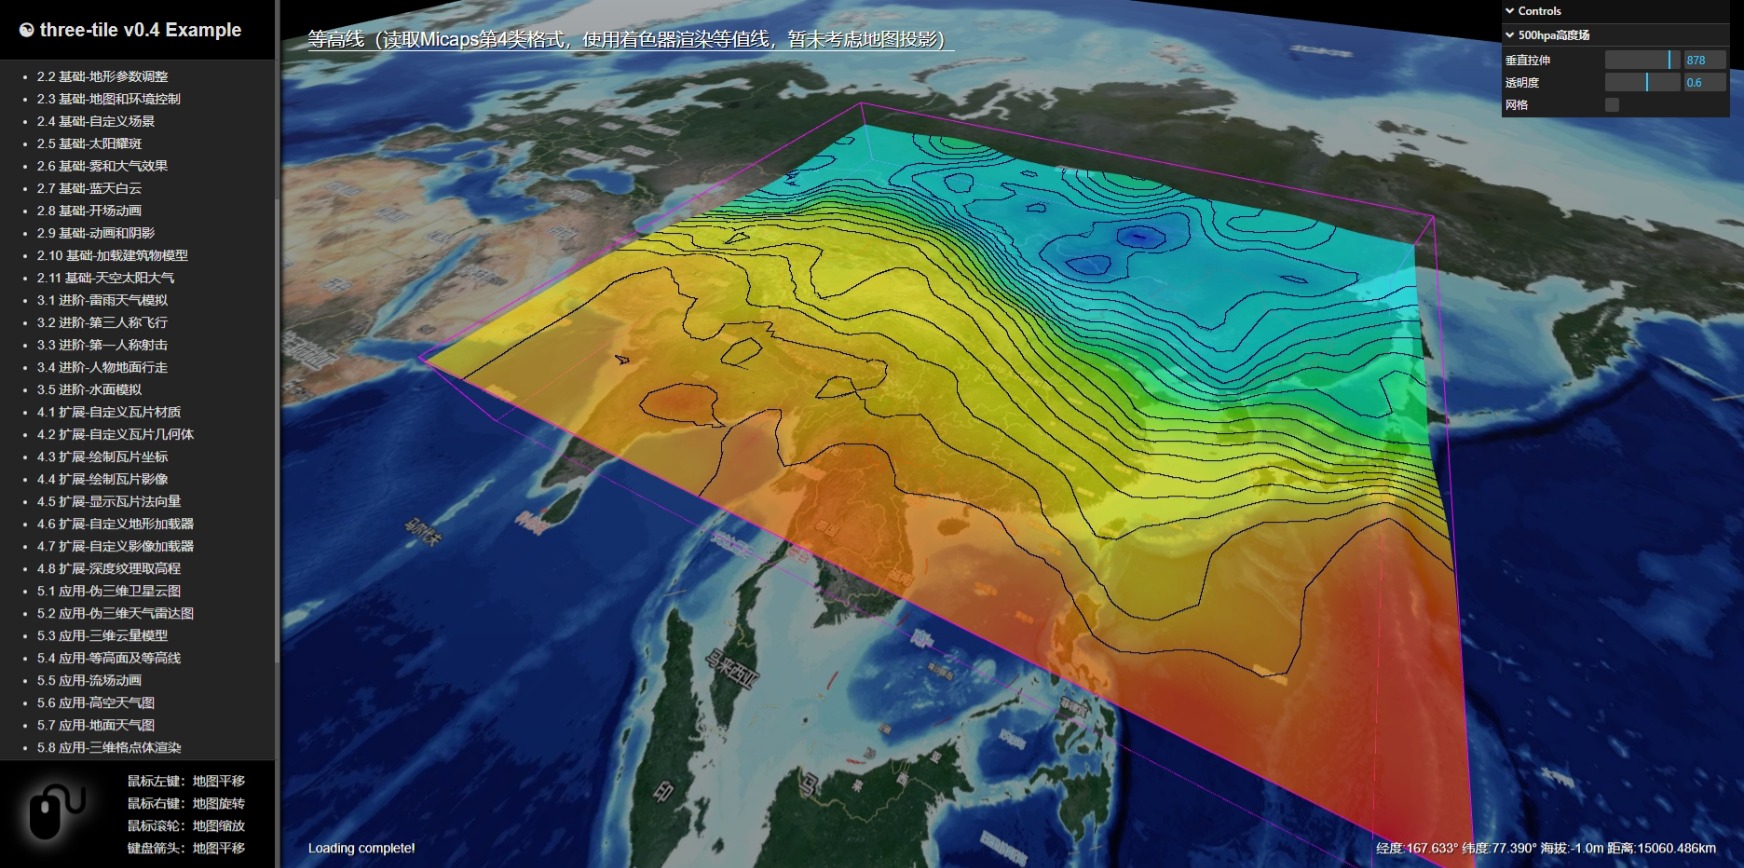 three-tile v0.4 Example
2.2 基础-地形参数调整
2.3 基础-地图和环境控制
2.4 基础-自定义场景
2.5 基础-太阳耀斑
2.6 基础-雾和大气效果
2.7 基础-蓝天白云
2.8 基础-开场动画
2.9 基础-动画和阴影
2.10 基础-加载建筑物模型
2.11 基础-天空太阳大气
3.1 进阶-雷雨天气模拟
3.2 进阶-第三人称飞行
3.3 进阶-第一人称射击
3.4 进阶-人物地面行走
3.5 进阶-水面模拟
4.1 扩展-自定义瓦片材质
4.2 扩展-自定义瓦片几何体
4.3 扩展-绘制瓦片坐标
4.4 扩展-绘制瓦片影像
4.5 扩展-显示瓦片法向量
4.6 扩展-自定义地形加载器
4.7 扩展-自定义影像加载器
4.8 扩展-深度纹理取高程
5.1 应用-伪三维卫星云图
5.2 应用-伪三维天气雷达图
5.3 应用-三维云量模型
5.4 应用-等高面及等高线
5.5 应用-流场动画
5.6 应用-高空天气图
5.7 应用-地面天气图
5.8 应用-三维格点体渲染
鼠标左键：地图平移
鼠标右键：地图旋转
鼠标滚轮：地图缩放
键盘箭头：地图平移
等高线（读取Micaps第4类格式，使用着色器渲染等值线，暂未考虑地图投影）
Controls
500hpa高度场
垂直拉伸 878
透明度 0.6
网格
马尔代夫
马来西亚
印
马
来
西
亚
Loading complete!
经度:167.633° 纬度:77.390° 海拔:-1.0m 距离:15060.486km